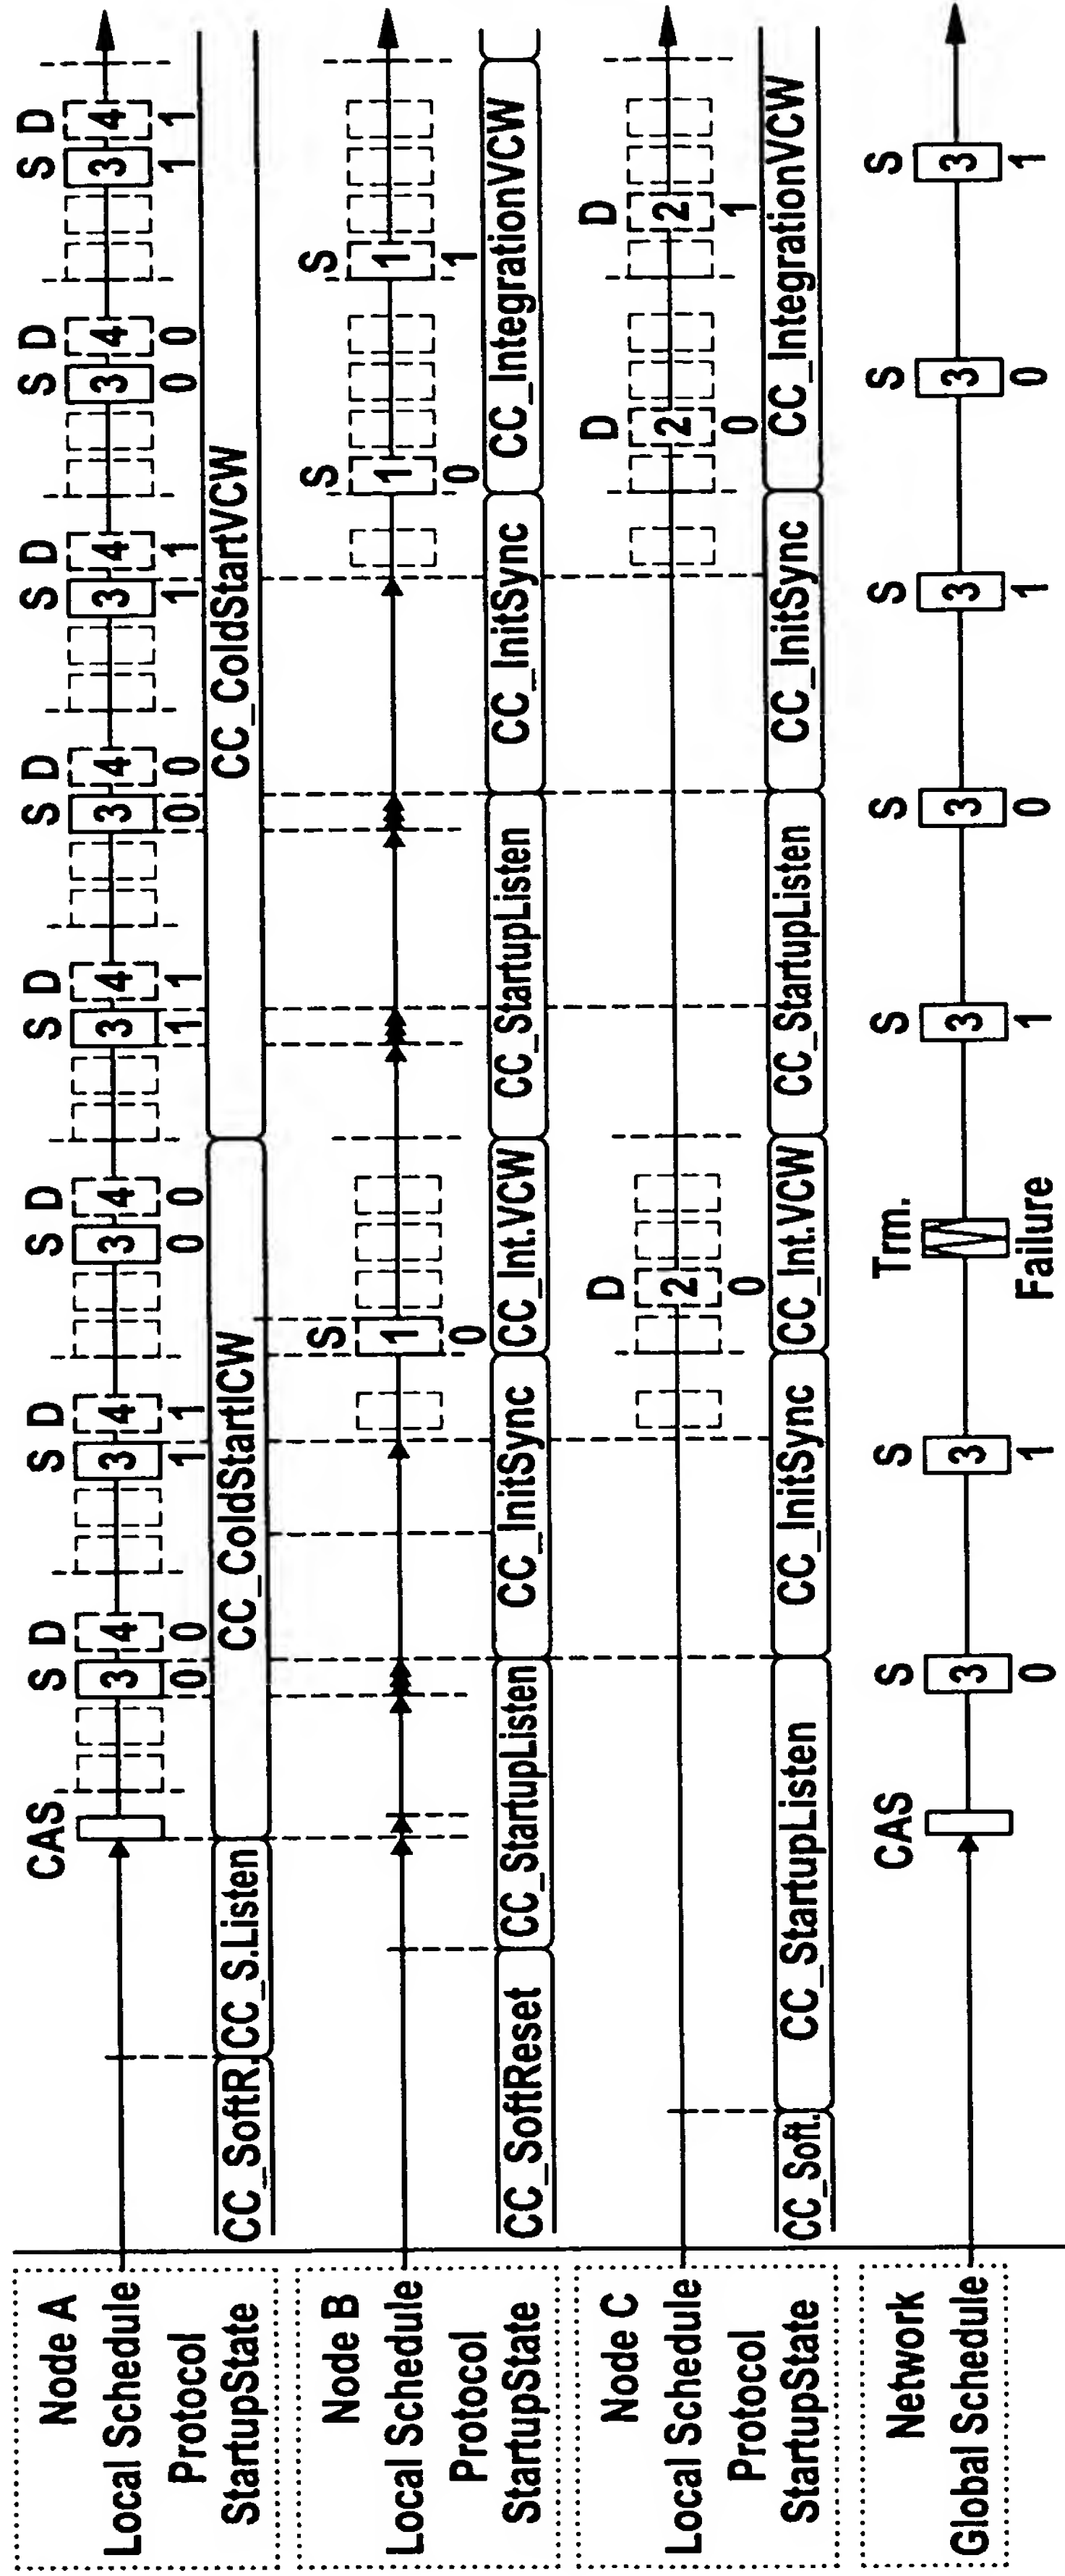 Node A
Local Schedule
Protocol
StartupState
CAS S D S D S D S D S D S D S D S D
3 4 3 4 3 4 3 4 3 4 3 4 3 4 3 4
0 0 1 1 0 0 1 1 0 0 1 1 0 0 1 1
CC_SoftR. CC_S.Listen CC_ColdStartICW CC_ColdStartVCW
Node B
Local Schedule
Protocol
StartupState
S S S
1 1 1
0 0 1
CC_SoftReset CC_StartupListen CC_InitSync CC_Int.VCW CC_StartupListen CC_InitSync CC_IntegrationVCW
Node C
Local Schedule
Protocol
StartupState
D D D
2 2 2
0 0 1
CC_Soft. CC_StartupListen CC_InitSync CC_Int.VCW CC_StartupListen CC_InitSync CC_IntegrationVCW
Network
Global Schedule
CAS S S Trm. S S S S S
3 3 3 3 3 3 3
0 1 Failure 1 0 1 0 1